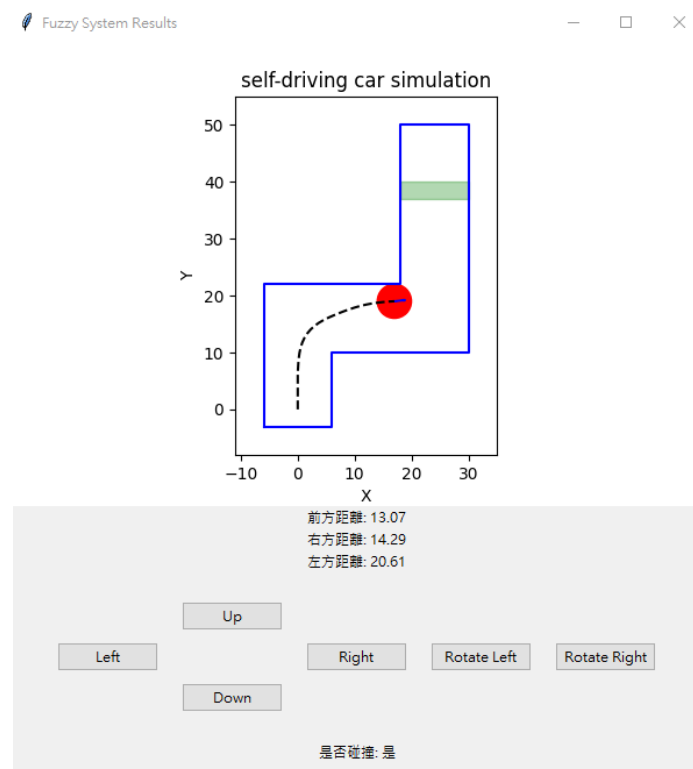 Fuzzy System Results
self-driving car simulation
50
40
30
20
10
0
Y
−10 0 10 20 30
X
前方距離: 13.07
右方距離: 14.29
左方距離: 20.61
Up
Left Right Rotate Left Rotate Right
Down
是否碰撞: 是